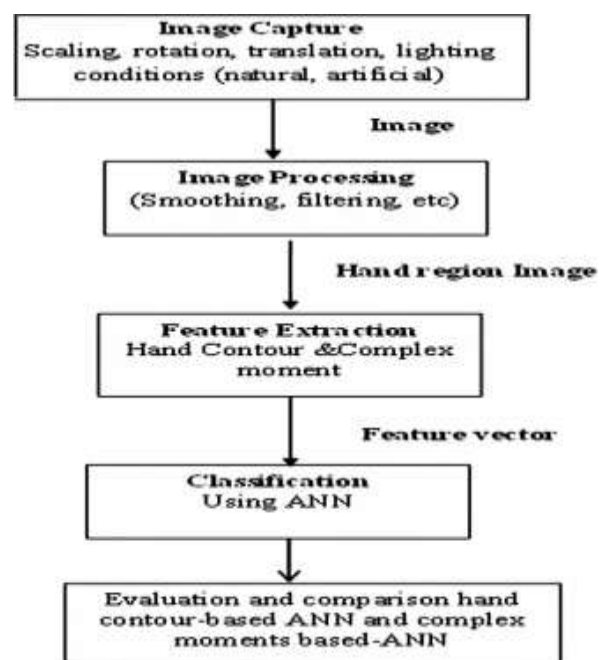 Image Capture
Scaling, rotation, translation, lighting
conditions (natural, artificial)
Image
Image Processing
(Smoothing, filtering, etc)
Hand region Image
Feature Extraction
Hand Contour &Complex
moment
Feature vector
Classification
Using ANN
Evaluation and comparison hand
contour-based ANN and complex
moments based-ANN